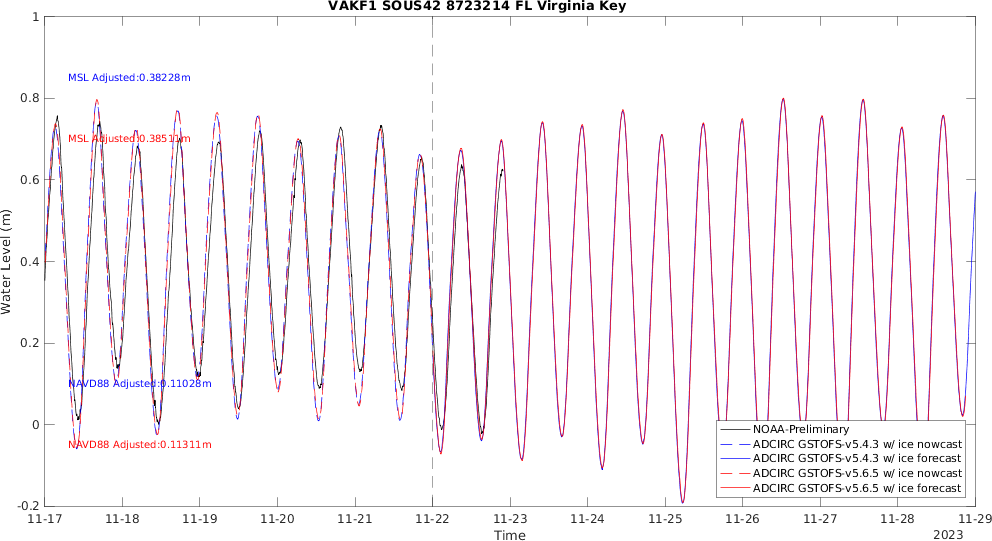 VAKF1 SOUS42 8723214 FL Virginia Key
1
0.8
0.6
0.4
0.2
0
-0.2
Water Level (m)
MSL Adjusted:0.38228m
MSL Adjusted:0.38511m
NAVD88 Adjusted:0.11028m
NAVD88 Adjusted:0.11311m
NOAA-Preliminary
ADCIRC GSTOFS-v5.4.3 w/ ice nowcast
ADCIRC GSTOFS-v5.4.3 w/ ice forecast
ADCIRC GSTOFS-v5.6.5 w/ ice nowcast
ADCIRC GSTOFS-v5.6.5 w/ ice forecast
11-17 11-18 11-19 11-20 11-21 11-22 11-23 11-24 11-25 11-26 11-27 11-28 11-29
Time
2023